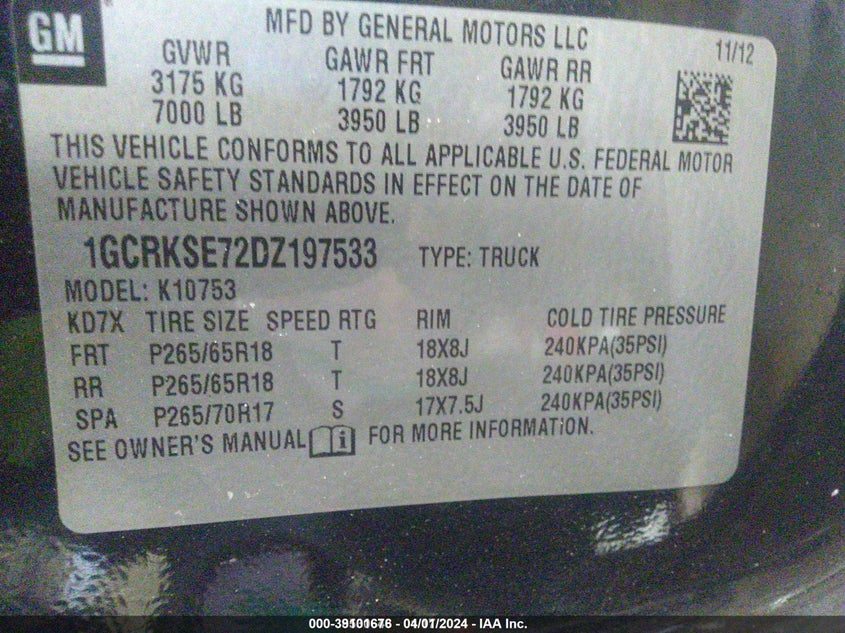 GM
MFD BY GENERAL MOTORS LLC
11/12
GVWR GAWR FRT GAWR RR
3175 KG 1792 KG 1792 KG
7000 LB 3950 LB 3950 LB
THIS VEHICLE CONFORMS TO ALL APPLICABLE U.S. FEDERAL MOTOR
VEHICLE SAFETY STANDARDS IN EFFECT ON THE DATE OF
MANUFACTURE SHOWN ABOVE.
1GCRKSE72DZ197533 TYPE: TRUCK
MODEL: K10753
KD7X TIRE SIZE SPEED RTG RIM COLD TIRE PRESSURE
FRT P265/65R18 T 18X8J 240KPA(35PSI)
RR P265/65R18 T 18X8J 240KPA(35PSI)
SPA P265/70R17 S 17X7.5J 240KPA(35PSI)
SEE OWNER'S MANUAL i FOR MORE INFORMATION.
- IAA Inc.